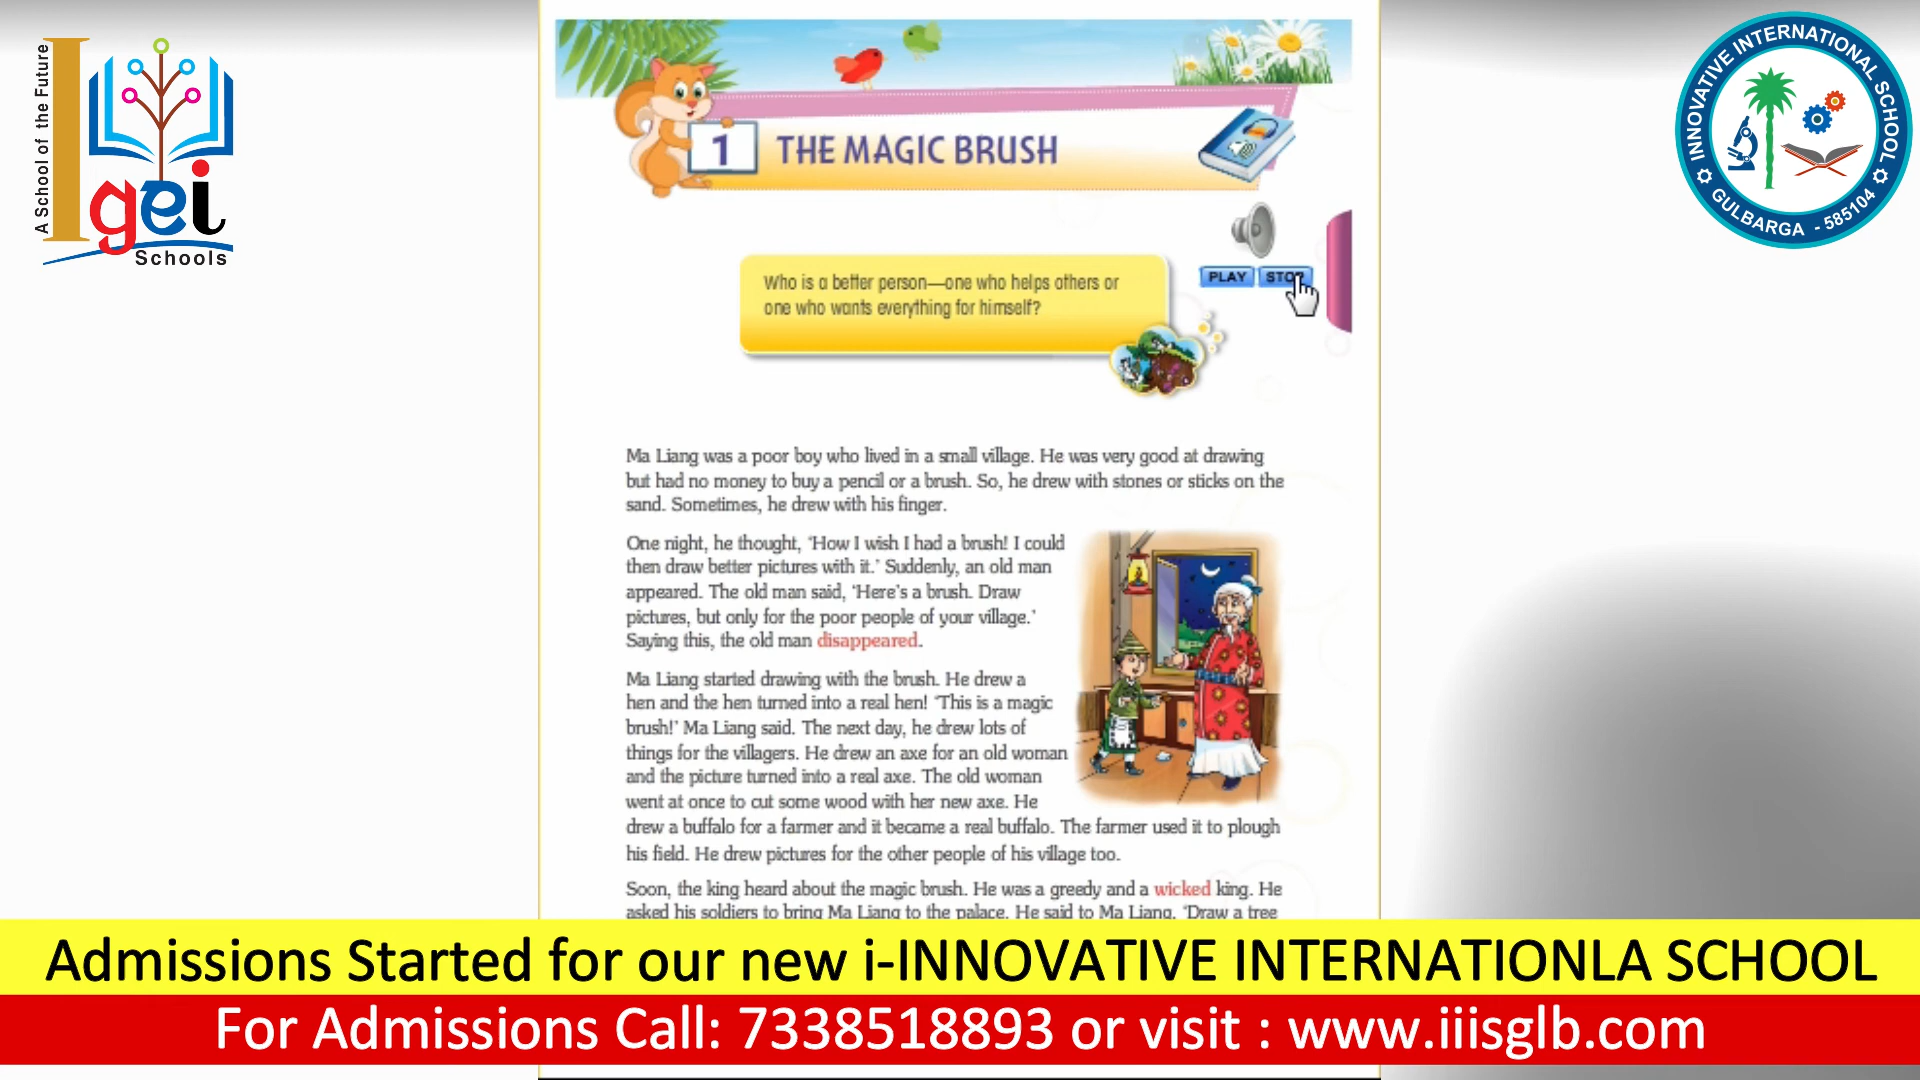 A School of the Future
Igei
Schools
1 THE MAGIC BRUSH
INNOVATIVE INTERNATIONAL SCHOOL
GULBARGA - 585104
PLAY STOP
Who is a better person—one who helps others or
one who wants everything for himself?
Ma Liang was a poor boy who lived in a small village. He was very good at drawing
but had no money to buy a pencil or a brush. So, he drew with stones or sticks on the
sand. Sometimes, he drew with his finger.
One night, he thought, ‘How I wish I had a brush! I could
then draw better pictures with it.’ Suddenly, an old man
appeared. The old man said, ‘Here’s a brush. Draw
pictures, but only for the poor people of your village.’
Saying this, the old man disappeared.
Ma Liang started drawing with the brush. He drew a
hen and the hen turned into a real hen! ‘This is a magic
brush!’ Ma Liang said. The next day, he drew lots of
things for the villagers. He drew an axe for an old woman
and the picture turned into a real axe. The old woman
went at once to cut some wood with her new axe. He
drew a buffalo for a farmer and it became a real buffalo. The farmer used it to plough
his field. He drew pictures for the other people of his village too.
Soon, the king heard about the magic brush. He was a greedy and a wicked king. He
asked his soldiers to bring Ma Liang to the palace. He said to Ma Liang, ‘Draw a tree
Admissions Started for our new i-INNOVATIVE INTERNATIONLA SCHOOL
For Admissions Call: 7338518893 or visit : www.iiisglb.com